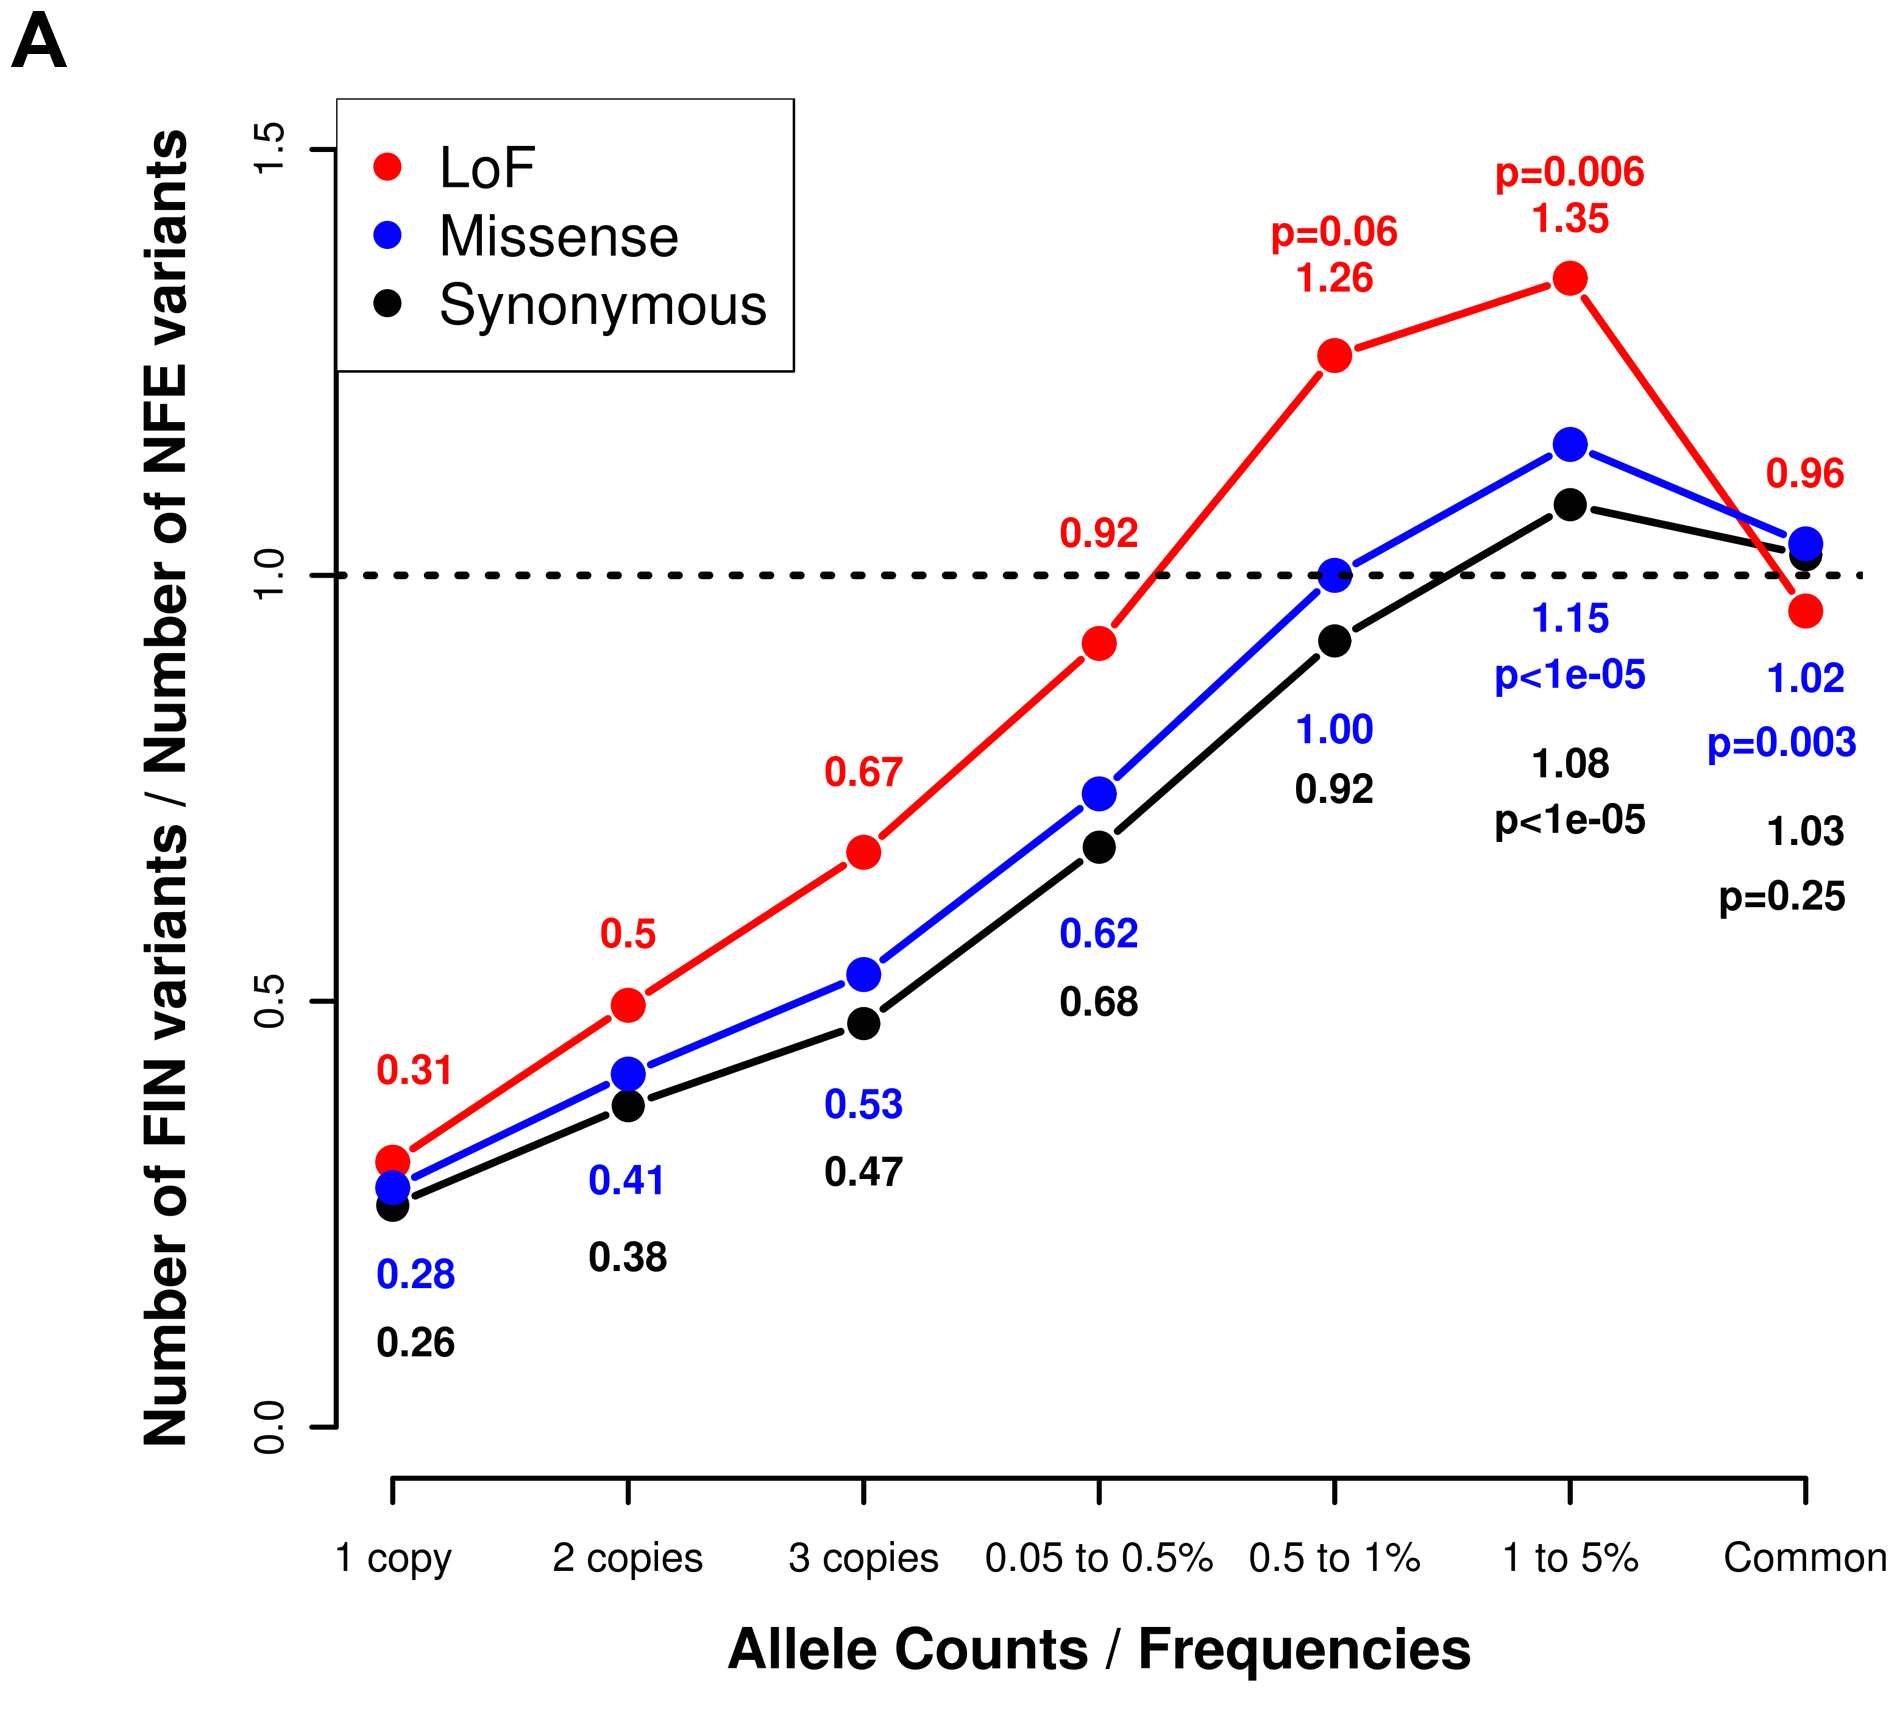 A
Number of FIN variants / Number of NFE variants
1.5
1.0
0.5
0.0
LoF
Missense
Synonymous
0.31
0.28
0.26
0.5
0.41
0.38
0.67
0.53
0.47
0.92
0.62
0.68
p=0.06
1.26
1.00
0.92
p=0.006
1.35
1.15
p<1e-05
1.08
p<1e-05
0.96
1.02
p=0.003
1.03
p=0.25
1 copy
2 copies
3 copies
0.05 to 0.5%
0.5 to 1%
1 to 5%
Common
Allele Counts / Frequencies